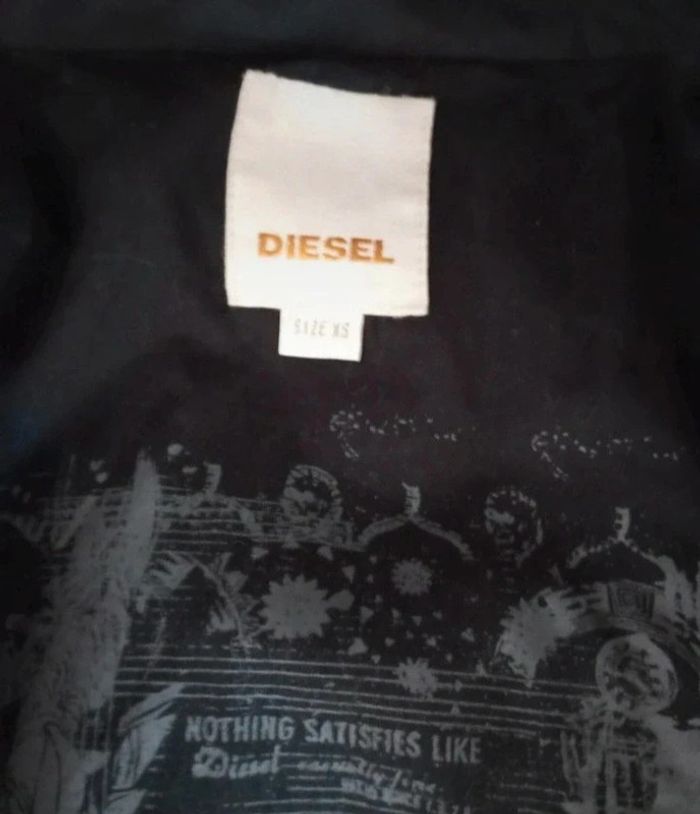 DIESEL
SIZE XS
NOTHING SATISFIES LIKE
Diesel